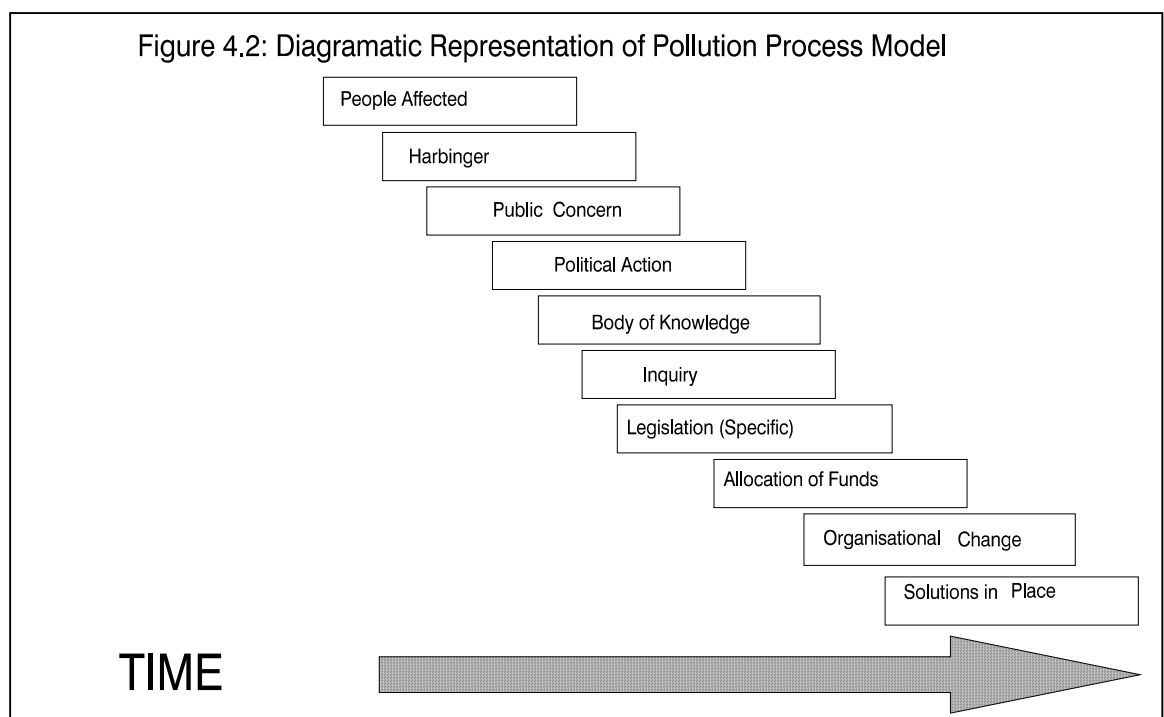 Figure 4.2: Diagramatic Representation of Pollution Process Model
People Affected
Harbinger
Public Concern
Political Action
Body of Knowledge
Inquiry
Legislation (Specific)
Allocation of Funds
Organisational Change
Solutions in Place
TIME